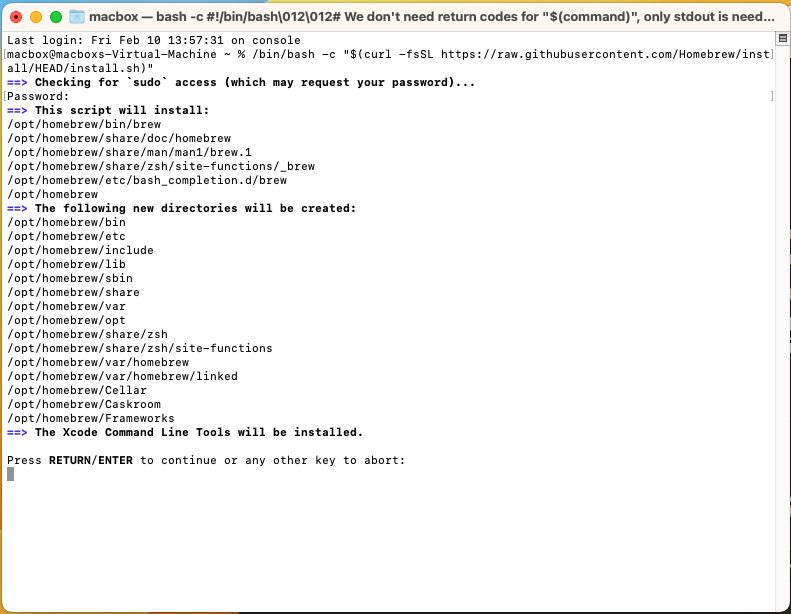 macbox — bash -c #!/bin/bash\012\012# We don't need return codes for "$(command)", only stdout is need...
Last login: Fri Feb 10 13:57:31 on console
[macbox@macboxs-Virtual-Machine ~ % /bin/bash -c "$(curl -fsSL https://raw.githubusercontent.com/Homebrew/inst]
all/HEAD/install.sh)"
==> Checking for `sudo` access (which may request your password)...
[Password: ]
==> This script will install:
/opt/homebrew/bin/brew
/opt/homebrew/share/doc/homebrew
/opt/homebrew/share/man/man1/brew.1
/opt/homebrew/share/zsh/site-functions/_brew
/opt/homebrew/etc/bash_completion.d/brew
/opt/homebrew
==> The following new directories will be created:
/opt/homebrew/bin
/opt/homebrew/etc
/opt/homebrew/include
/opt/homebrew/lib
/opt/homebrew/sbin
/opt/homebrew/share
/opt/homebrew/var
/opt/homebrew/opt
/opt/homebrew/share/zsh
/opt/homebrew/share/zsh/site-functions
/opt/homebrew/var/homebrew
/opt/homebrew/var/homebrew/linked
/opt/homebrew/Cellar
/opt/homebrew/Caskroom
/opt/homebrew/Frameworks
==> The Xcode Command Line Tools will be installed.
Press RETURN/ENTER to continue or any other key to abort: